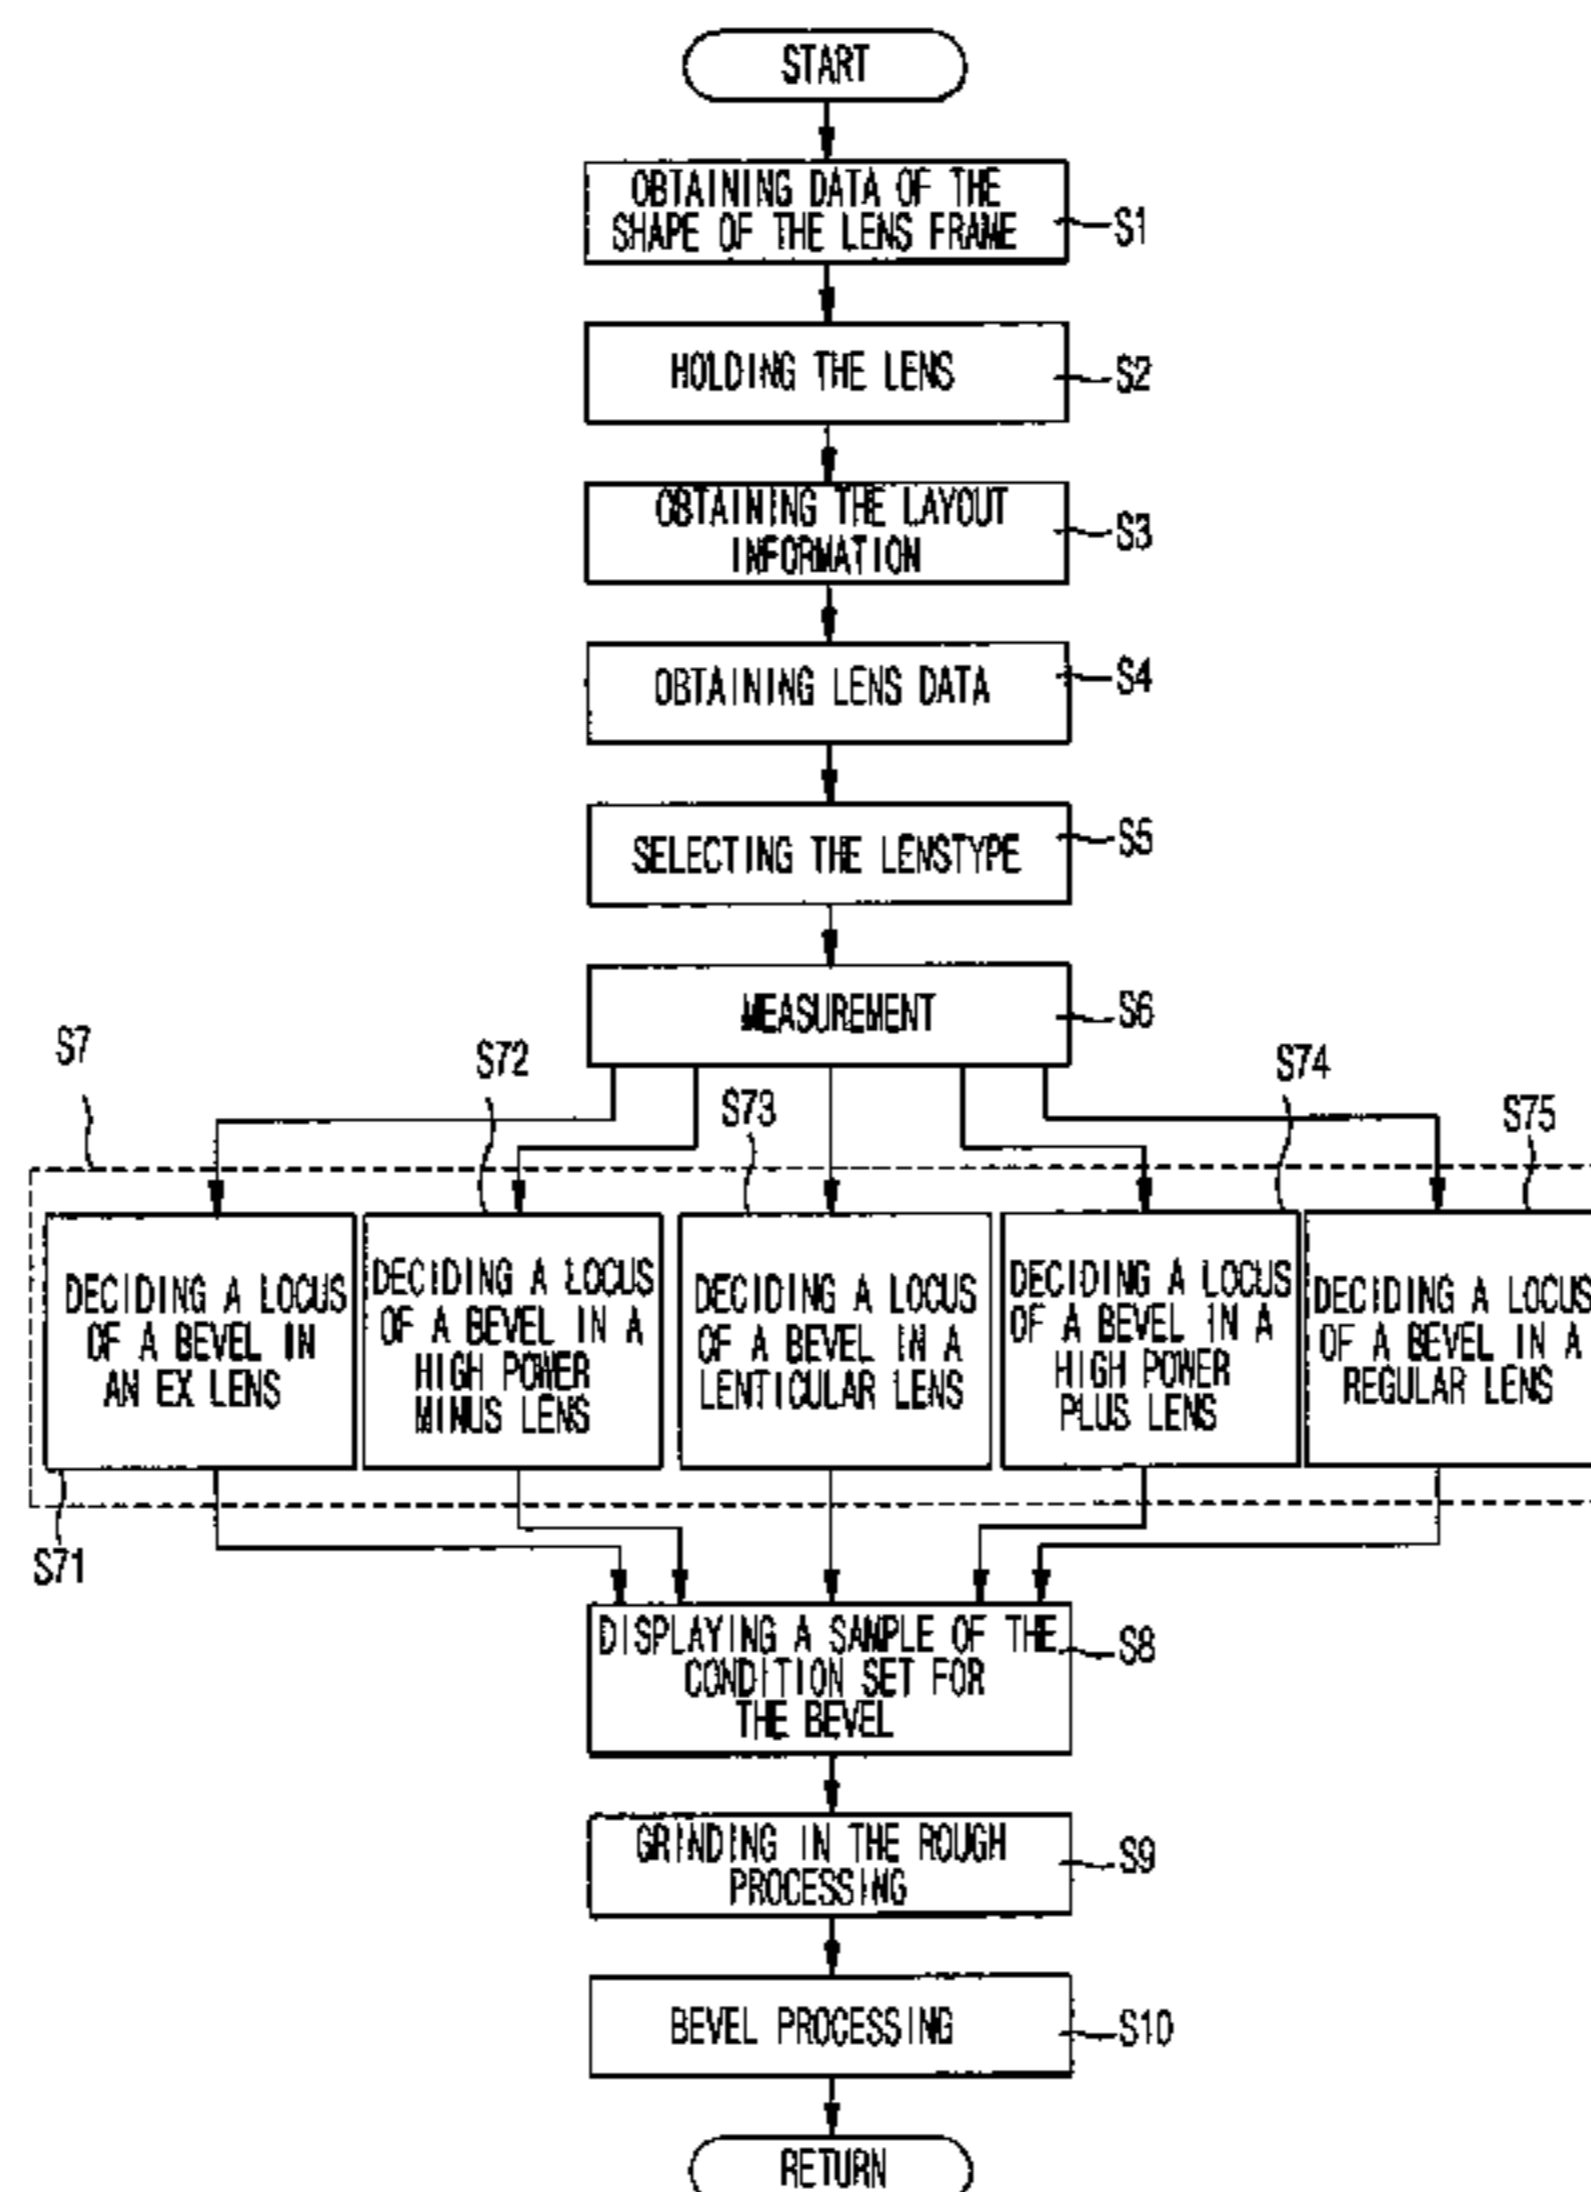 START
OBTAINING DATA OF THE
SHAPE OF THE LENS FRAME
S1
HOLDING THE LENS
S2
OBTAINING THE LAYOUT
INFORMATION
S3
OBTAINING LENS DATA
S4
SELECTING THE LENSTYPE
S5
MEASUREMENT
S6
S7
S72
S73
S74
S75
DECIDING A LOCUS
OF A BEVEL IN
AN EX LENS
DECIDING A LOCUS
OF A BEVEL IN A
HIGH POWER
MINUS LENS
DECIDING A LOCUS
OF A BEVEL IN A
LENTICULAR LENS
DECIDING A LOCUS
OF A BEVEL IN A
HIGH POWER
PLUS LENS
DECIDING A LOCUS
OF A BEVEL IN A
REGULAR LENS
S71
DISPLAYING A SAMPLE OF THE
CONDITION SET FOR
THE BEVEL
S8
GRINDING IN THE ROUGH
PROCESSING
S9
BEVEL PROCESSING
S10
RETURN